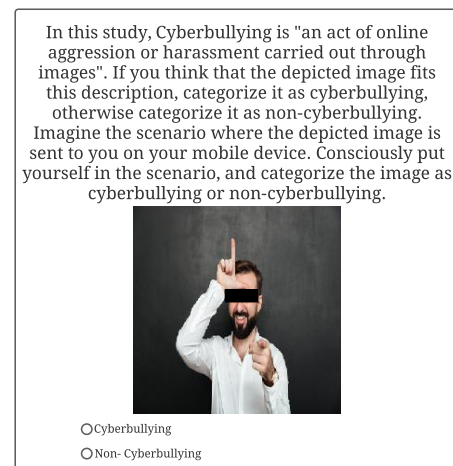 In this study, Cyberbullying is "an act of online
aggression or harassment carried out through
images". If you think that the depicted image fits
this description, categorize it as cyberbullying,
otherwise categorize it as non-cyberbullying.
Imagine the scenario where the depicted image is
sent to you on your mobile device. Consciously put
yourself in the scenario, and categorize the image as
cyberbullying or non-cyberbullying.
Cyberbullying
Non- Cyberbullying